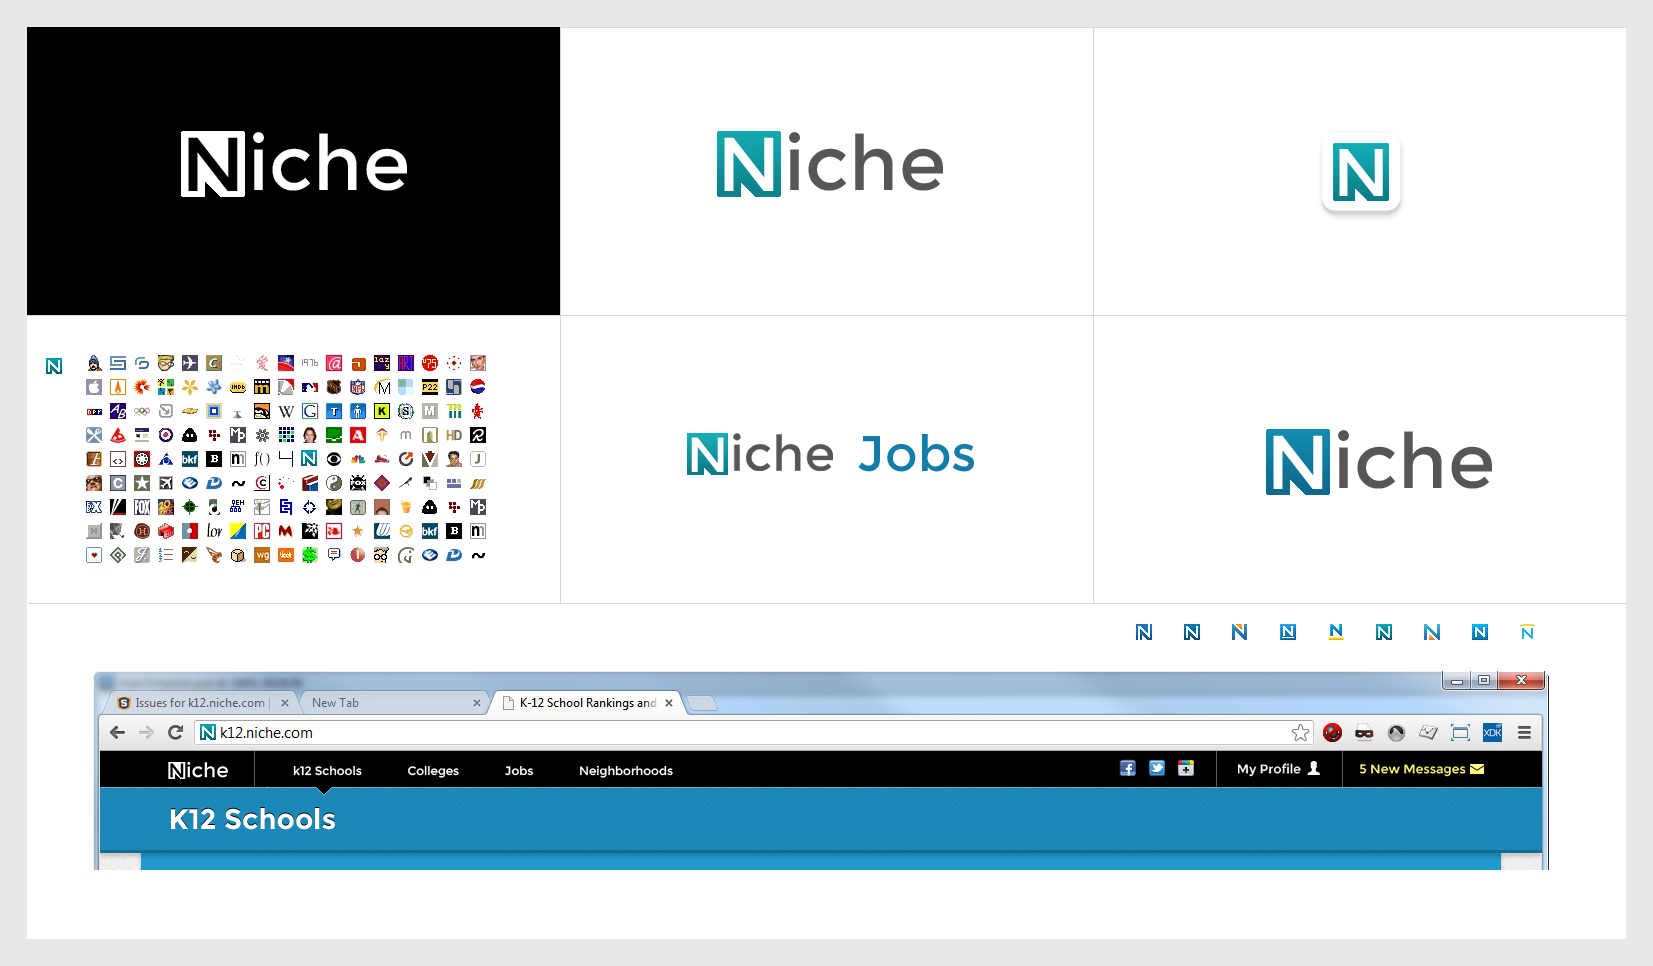 Niche
Niche
N
N
Niche Jobs
Niche
Issues for k12.niche.com
New Tab
K-12 School Rankings and
k12.niche.com
XDK
Niche
k12 Schools
Colleges
Jobs
Neighborhoods
My Profile
5 New Messages
K12 Schools